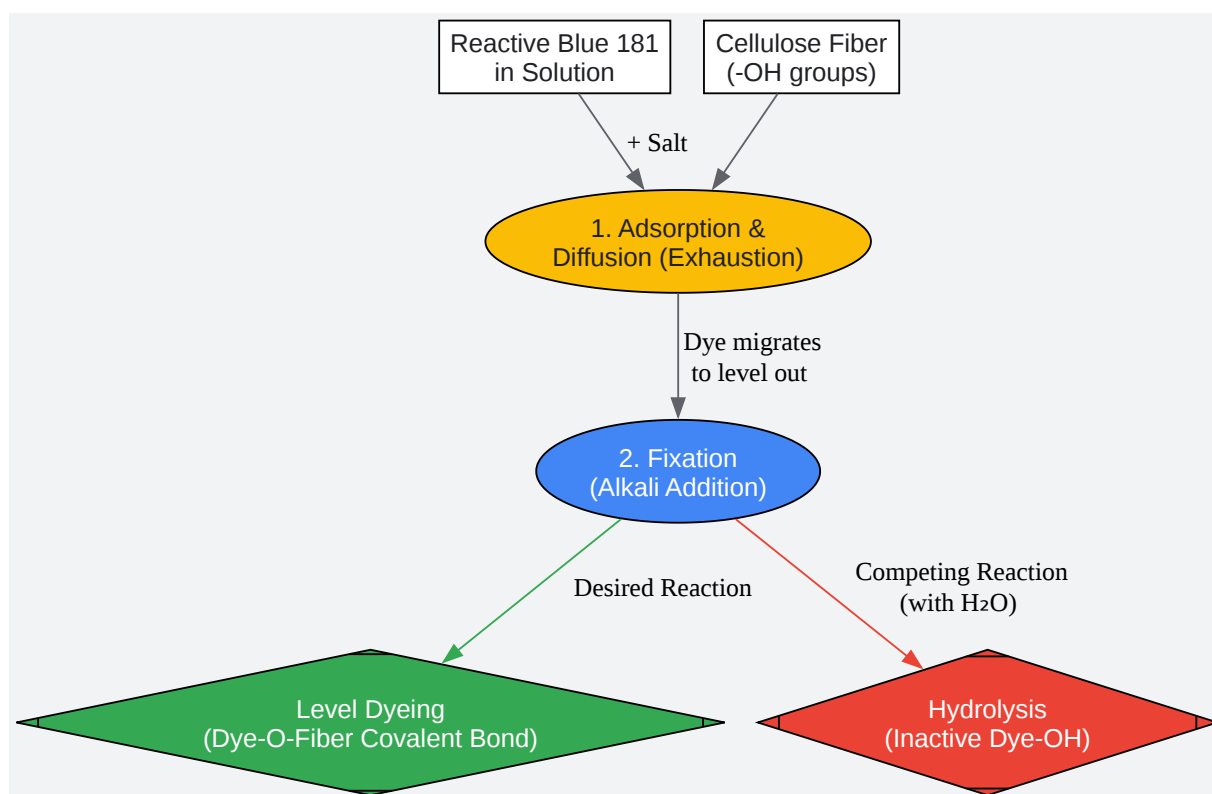 Reactive Blue 181
in Solution
Cellulose Fiber
(-OH groups)
+ Salt
1. Adsorption &
Diffusion (Exhaustion)
Dye migrates
to level out
2. Fixation
(Alkali Addition)
Desired Reaction
Competing Reaction
(with H₂O)
Level Dyeing
(Dye-O-Fiber Covalent Bond)
Hydrolysis
(Inactive Dye-OH)